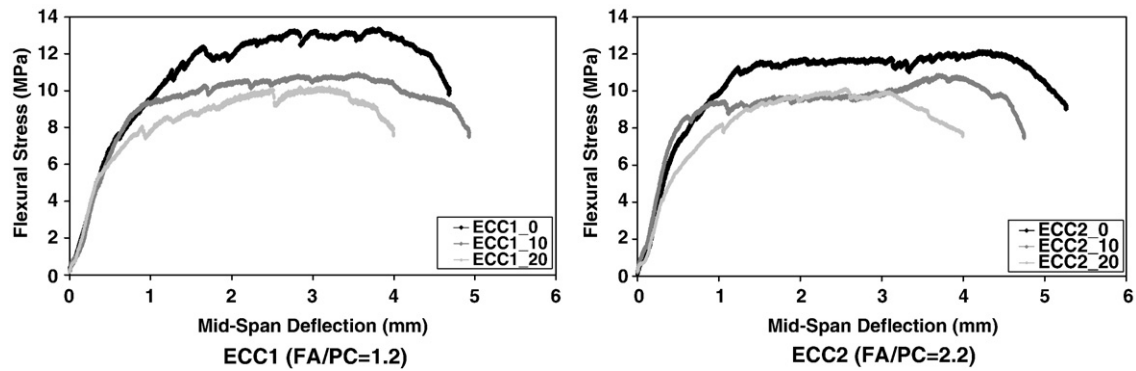 14
12
10
8
6
4
2
0
Flexural Stress (MPa)
ECC1_0
ECC1_10
ECC1_20
0 1 2 3 4 5 6
Mid-Span Deflection (mm)
ECC1 (FA/PC=1.2)
14
12
10
8
6
4
2
0
Flexural Stress (MPa)
ECC2_0
ECC2_10
ECC2_20
0 1 2 3 4 5 6
Mid-Span Deflection (mm)
ECC2 (FA/PC=2.2)